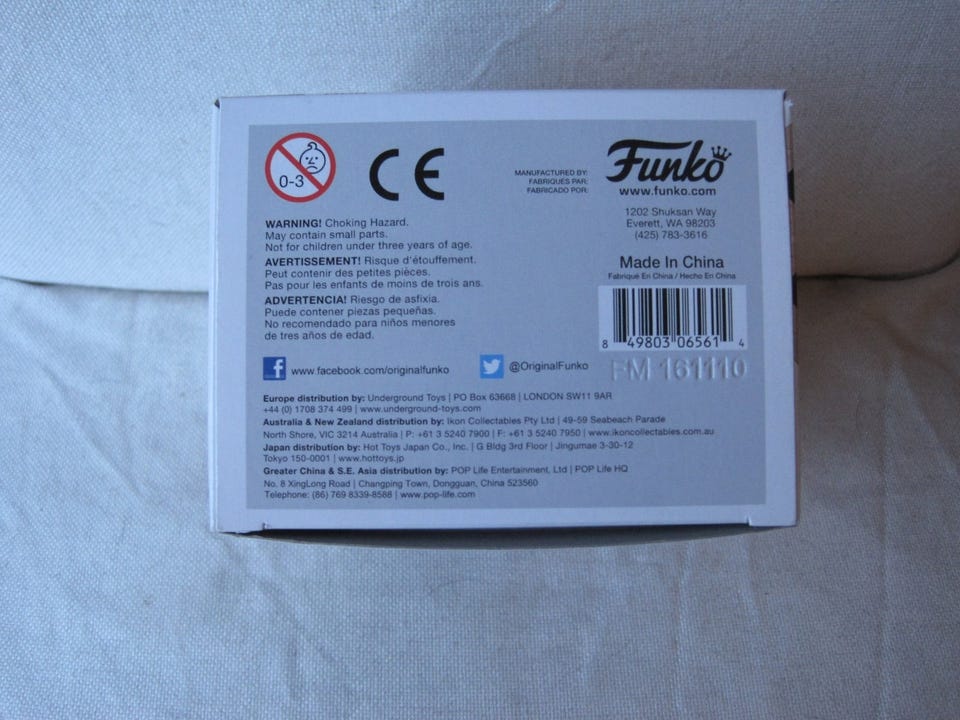 0-3
CE
MANUFACTURED BY:
FABRIQUÉS PAR:
FABRICADO POR:
Funko
www.funko.com
1202 Shuksan Way
Everett, WA 98203
(425) 783-3616
Made In China
Fabriqué En China / Hecho En China
8 49803 06561 4
FM 161110
WARNING! Choking Hazard.
May contain small parts.
Not for children under three years of age.
AVERTISSEMENT! Risque d'étouffement.
Peut contenir des petites pièces.
Pas pour les enfants de moins de trois ans.
ADVERTENCIA! Riesgo de asfixia.
Puede contener piezas pequeñas.
No recomendado para niños menores
de tres años de edad.
f www.facebook.com/originalfunko
@OriginalFunko
Europe distribution by: Underground Toys | PO Box 63668 | LONDON SW11 9AR
+44 (0) 1708 374 499 | www.underground-toys.com
Australia & New Zealand distribution by: Ikon Collectables Pty Ltd | 49-59 Seabeach Parade
North Shore, VIC 3214 Australia | P: +61 3 5240 7900 | F: +61 3 5240 7950 | www.ikoncollectables.com.au
Japan distribution by: Hot Toys Japan Co., Inc. | G Bldg 3rd Floor | Jingumae 3-30-12
Tokyo 150-0001 | www.hottoys.jp
Greater China & S.E. Asia distribution by: POP Life Entertainment, Ltd | POP Life HQ
No. 8 XingLong Road | Changping Town, Dongguan, China 523560
Telephone: (86) 769 8339-8588 | www.pop-life.com